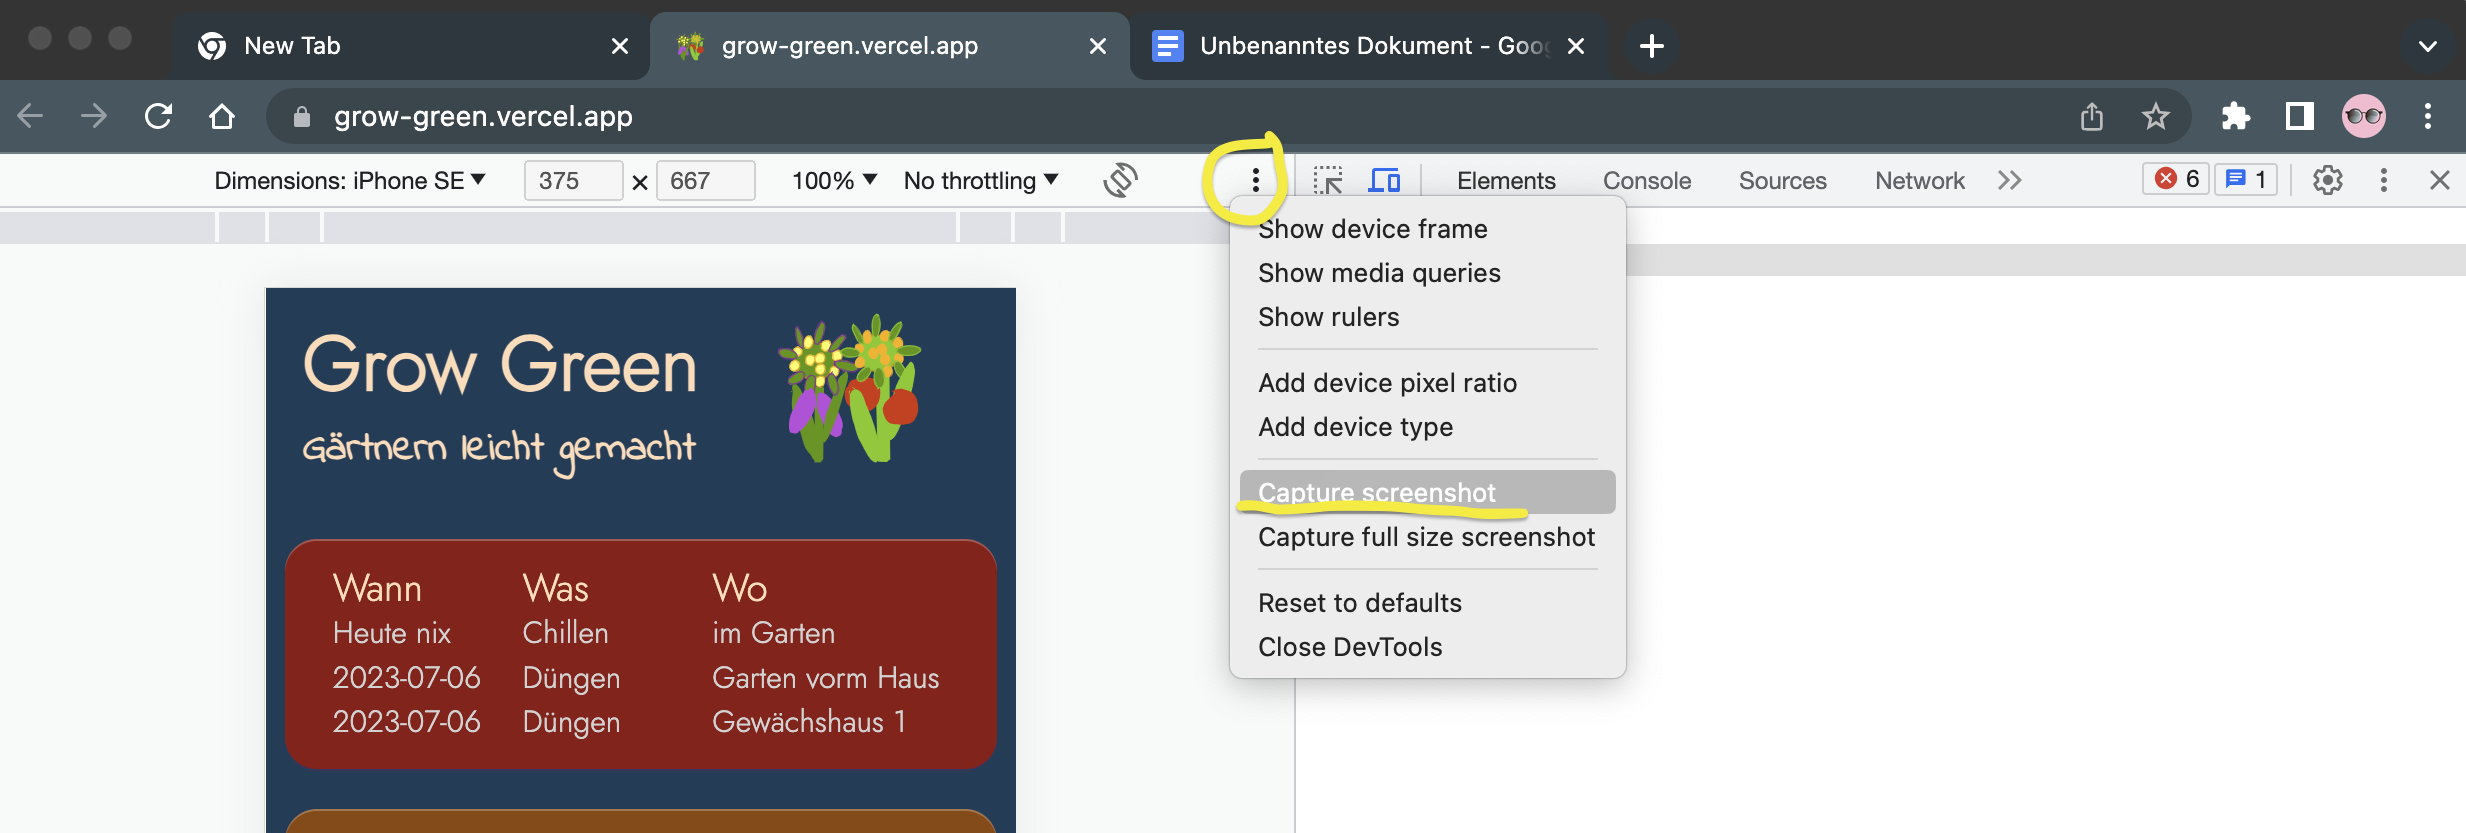 New Tab
grow-green.vercel.app
Unbenanntes Dokument - Goo
grow-green.vercel.app
Dimensions: iPhone SE
375 × 667
100%
No throttling
Elements
Console
Sources
Network
6
1
Show device frame
Show media queries
Show rulers
Add device pixel ratio
Add device type
Capture screenshot
Capture full size screenshot
Reset to defaults
Close DevTools
Grow Green
Gärtnern leicht gemacht
Wann Was Wo
Heute nix Chillen im Garten
2023-07-06 Düngen Garten vorm Haus
2023-07-06 Düngen Gewächshaus 1